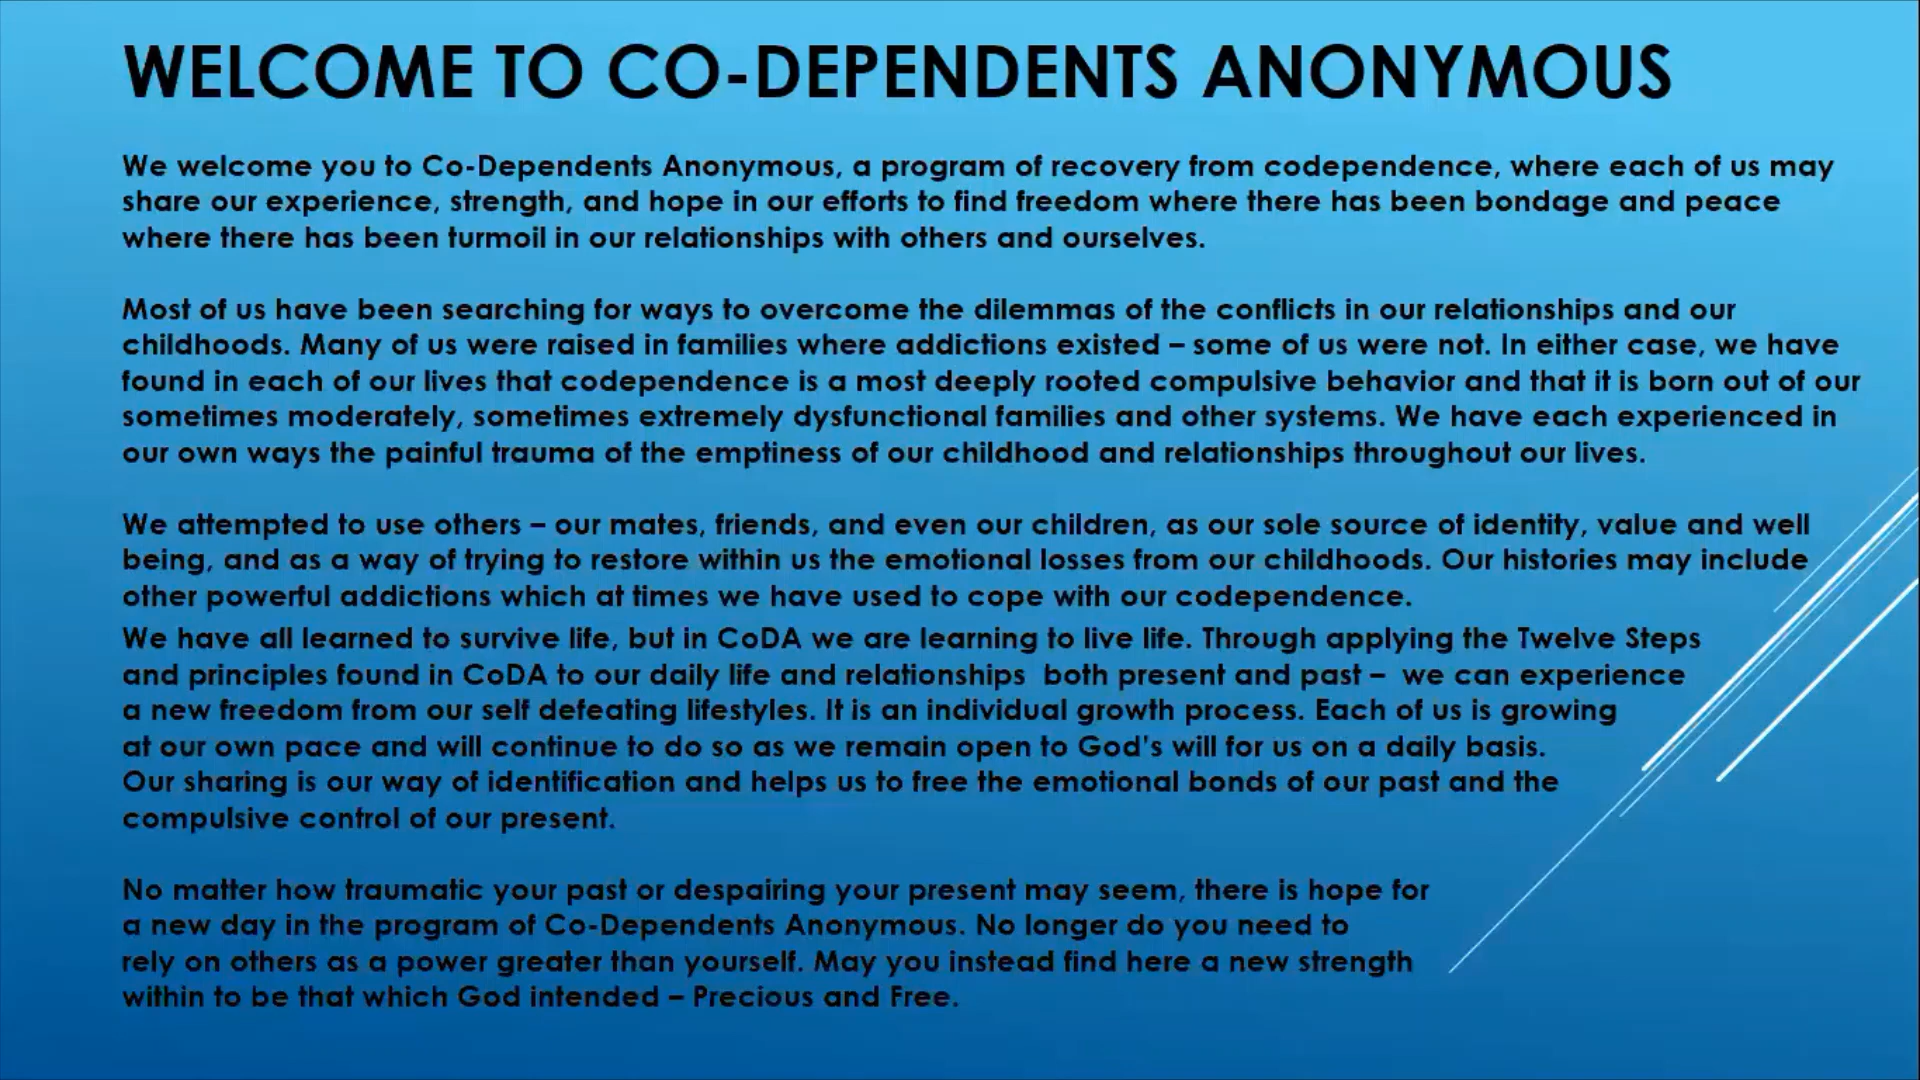 WELCOME TO CO-DEPENDENTS ANONYMOUS
We welcome you to Co-Dependents Anonymous, a program of recovery from codependence, where each of us may
share our experience, strength, and hope in our efforts to find freedom where there has been bondage and peace
where there has been turmoil in our relationships with others and ourselves.
Most of us have been searching for ways to overcome the dilemmas of the conflicts in our relationships and our
childhoods. Many of us were raised in families where addictions existed – some of us were not. In either case, we have
found in each of our lives that codependence is a most deeply rooted compulsive behavior and that it is born out of our
sometimes moderately, sometimes extremely dysfunctional families and other systems. We have each experienced in
our own ways the painful trauma of the emptiness of our childhood and relationships throughout our lives.
We attempted to use others – our mates, friends, and even our children, as our sole source of identity, value and well
being, and as a way of trying to restore within us the emotional losses from our childhoods. Our histories may include
other powerful addictions which at times we have used to cope with our codependence.
We have all learned to survive life, but in CoDA we are learning to live life. Through applying the Twelve Steps
and principles found in CoDA to our daily life and relationships  both present and past –  we can experience
a new freedom from our self defeating lifestyles. It is an individual growth process. Each of us is growing
at our own pace and will continue to do so as we remain open to God's will for us on a daily basis.
Our sharing is our way of identification and helps us to free the emotional bonds of our past and the
compulsive control of our present.
No matter how traumatic your past or despairing your present may seem, there is hope for
a new day in the program of Co-Dependents Anonymous. No longer do you need to
rely on others as a power greater than yourself. May you instead find here a new strength
within to be that which God intended – Precious and Free.